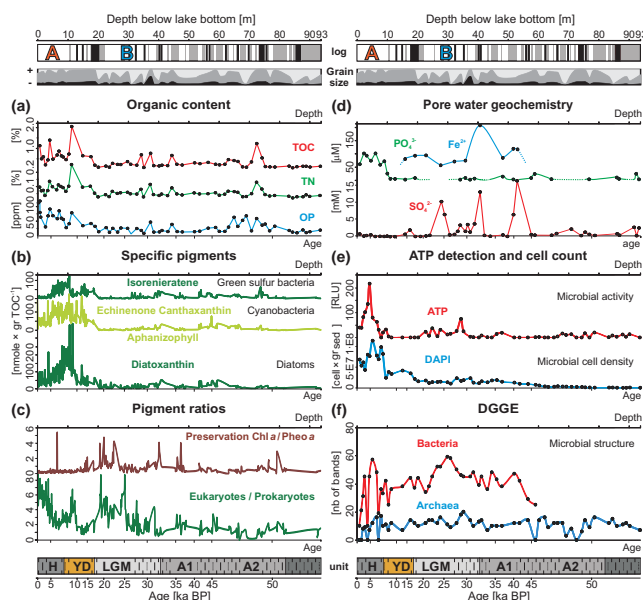 Depth below lake bottom [m]
0 10 20 30 40 50 60 70 80 90 93
A B
log
+
-
Grain size
(a) Organic content
Depth
[%] [%] [ppm]
TOC
TN
OP
Age
(b) Specific pigments
Isorenieratene Green sulfur bacteria
Echinenone Canthaxanthin Cyanobacteria
Aphanizophyll
Diatoxanthin Diatoms
[nmole × gr TOC⁻¹]
Age
(c) Pigment ratios
Depth
Preservation Chl a / Pheo a
Eukaryotes / Prokaryotes
Age
H YD LGM A1 A2
unit
0 5 10 15 20 25 30 35 40 45 50
Age [ka BP]
Depth below lake bottom [m]
0 10 20 30 40 50 60 70 80 90 93
A B
Grain size
(d) Pore water geochemistry
Depth
PO₄³⁻ Fe²⁺
[µM]
SO₄²⁻
[mM]
Age
(e) ATP detection and cell count
Depth
[RLU]
Microbial activity
ATP
DAPI
Microbial cell density
[cell × gr sed⁻¹]
Age
(f) DGGE
Depth
Bacteria Microbial structure
Archaea
[nb of bands]
0 20 40 60
Age
H YD LGM A1 A2
0 5 10 15 20 25 30 35 40 45 50
Age [ka BP]